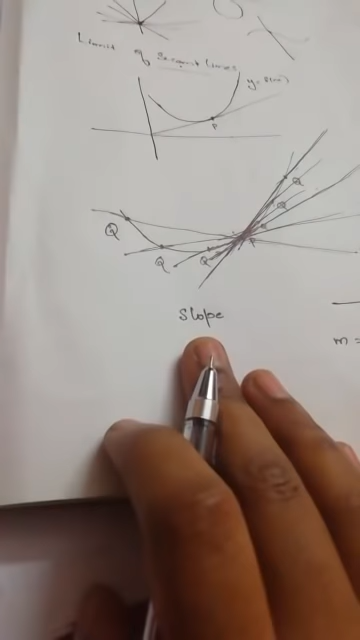 Limit of Secant Lines
y=f(x)
P
Q
Q
Q
Q
Q
P
Slope
m =